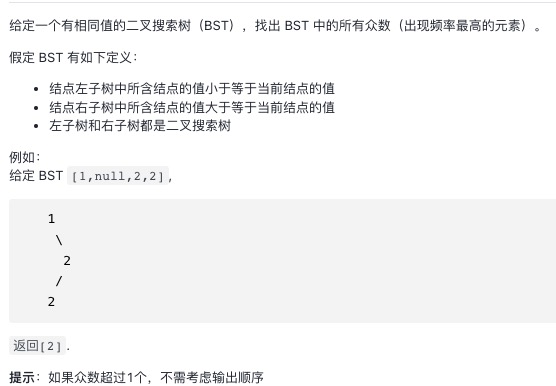 给定一个有相同值的二叉搜索树（BST），找出 BST 中的所有众数（出现频率最高的元素）。
假定 BST 有如下定义：
• 结点左子树中所含结点的值小于等于当前结点的值
• 结点右子树中所含结点的值大于等于当前结点的值
• 左子树和右子树都是二叉搜索树
例如：
给定 BST [1,null,2,2],
1
\
2
/
2
返回[2].
提示：如果众数超过1个，不需考虑输出顺序